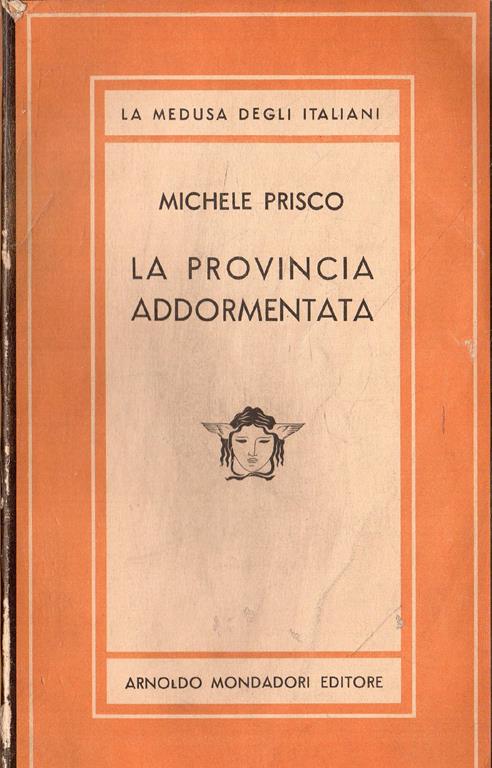 LA MEDUSA DEGLI ITALIANI
MICHELE PRISCO
LA PROVINCIA
ADDORMENTATA
ARNOLDO MONDADORI EDITORE